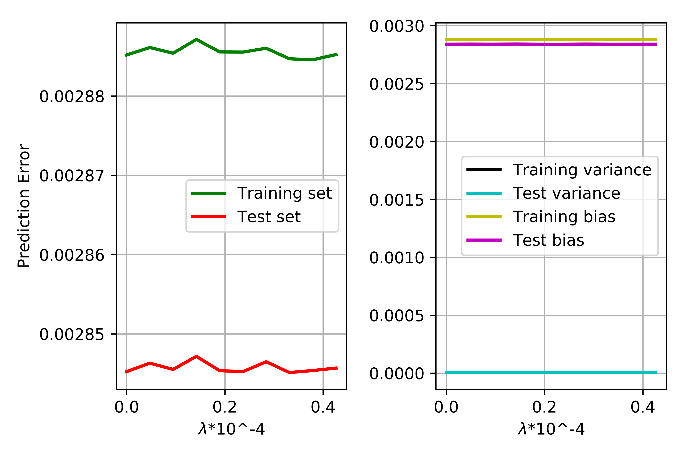 Prediction Error
0.00288
0.00287
0.00286
0.00285
Training set
Test set
0.0 0.2 0.4
λ*10^-4
0.0030
0.0025
0.0020
0.0015
0.0010
0.0005
0.0000
Training variance
Test variance
Training bias
Test bias
0.0 0.2 0.4
λ*10^-4